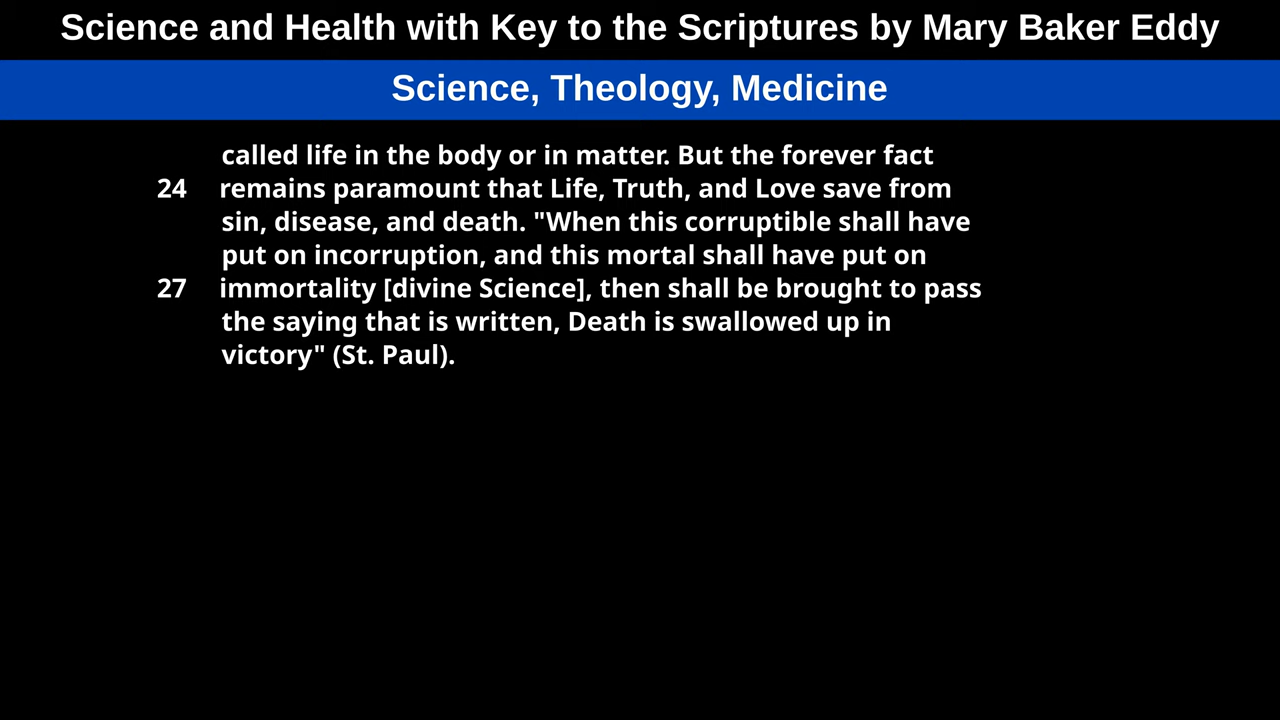 Science and Health with Key to the Scriptures by Mary Baker Eddy
Science, Theology, Medicine
called life in the body or in matter. But the forever fact
24 remains paramount that Life, Truth, and Love save from
sin, disease, and death. "When this corruptible shall have
put on incorruption, and this mortal shall have put on
27 immortality [divine Science], then shall be brought to pass
the saying that is written, Death is swallowed up in
victory" (St. Paul).